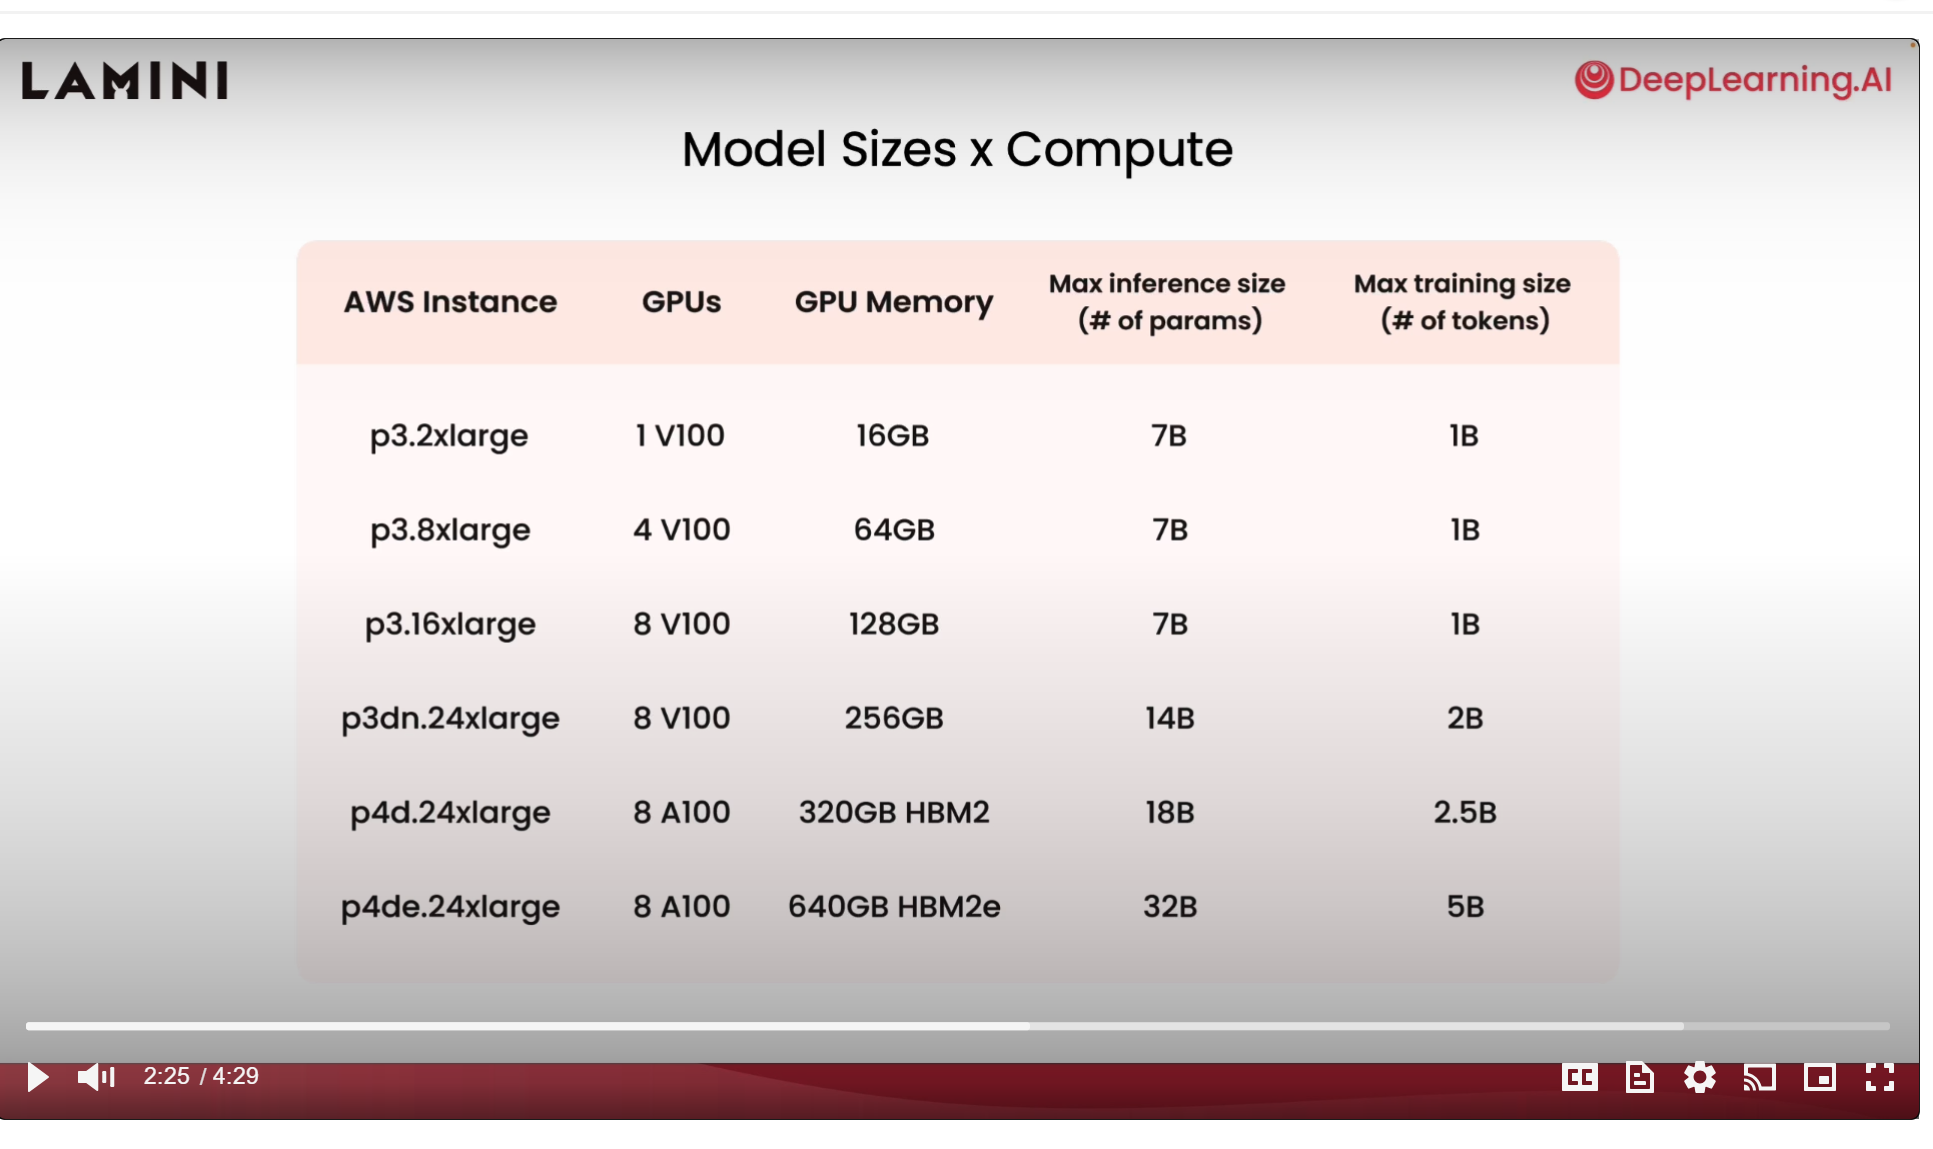 LAMINI
DeepLearning.AI
Model Sizes x Compute
AWS Instance GPUs GPU Memory Max inference size (# of params) Max training size (# of tokens)
p3.2xlarge 1 V100 16GB 7B 1B
p3.8xlarge 4 V100 64GB 7B 1B
p3.16xlarge 8 V100 128GB 7B 1B
p3dn.24xlarge 8 V100 256GB 14B 2B
p4d.24xlarge 8 A100 320GB HBM2 18B 2.5B
p4de.24xlarge 8 A100 640GB HBM2e 32B 5B
2:25 / 4:29
CC